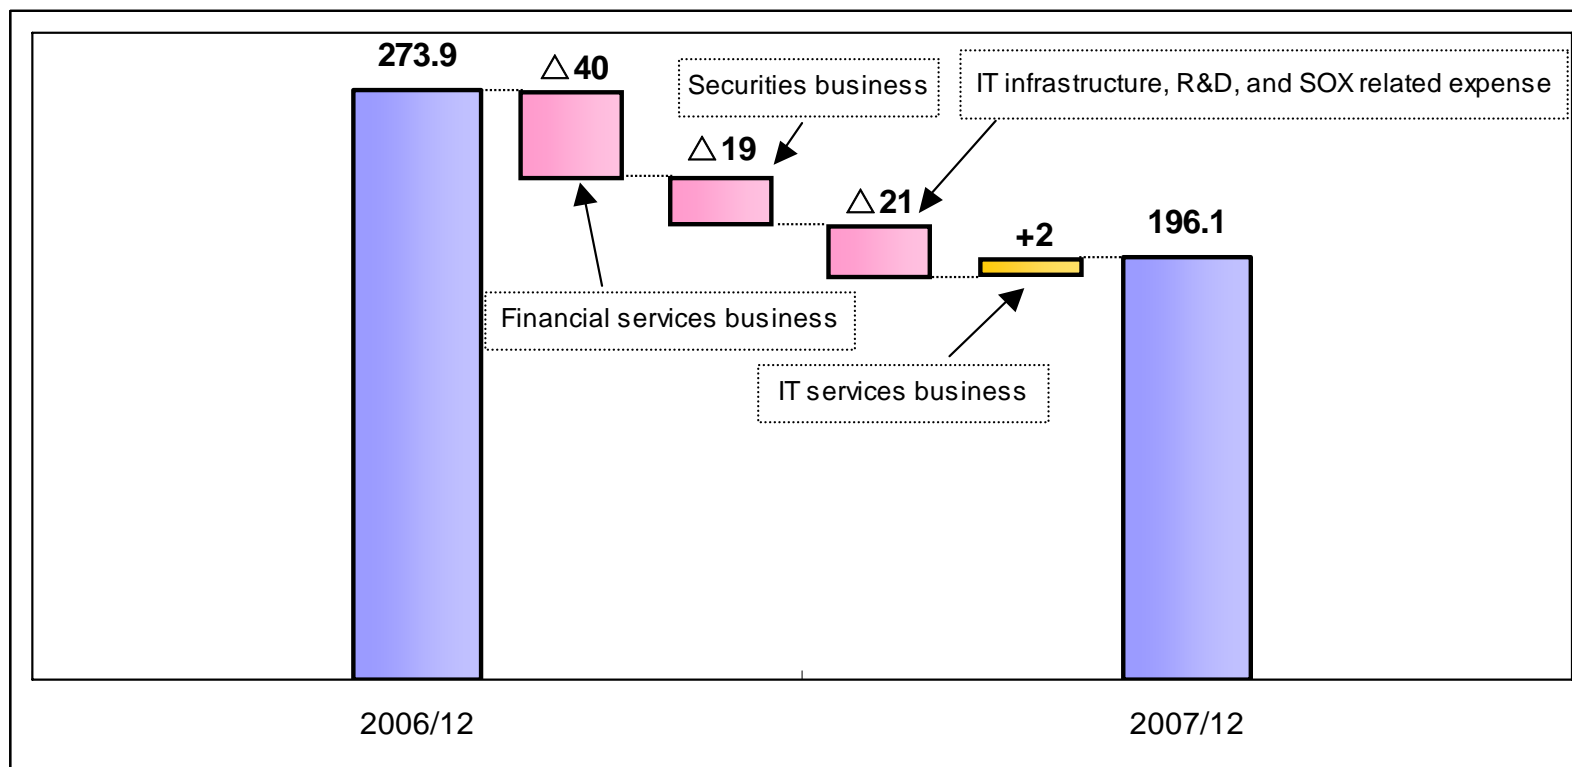 273.9
△ 40
Securities business
IT infrastructure, R&D, and SOX related expense
△ 19
△ 21
+2
196.1
Financial services business
IT services business
2006/12
2007/12